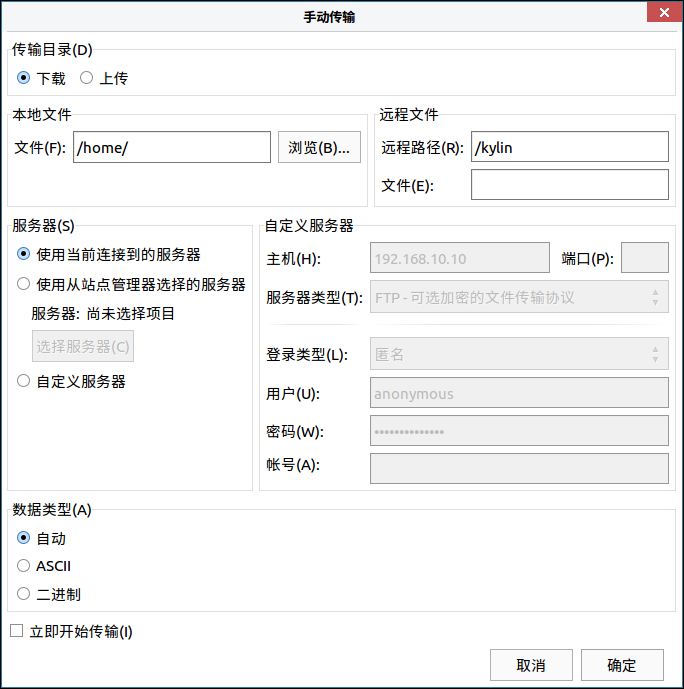 手动传输
传输目录(D)
下载 上传
本地文件
文件(F): /home/ 浏览(B)...
远程文件
远程路径(R): /kylin
文件(E):
服务器(S)
使用当前连接到的服务器
使用从站点管理器选择的服务器
服务器: 尚未选择项目
选择服务器(C)
自定义服务器
自定义服务器
主机(H): 192.168.10.10 端口(P):
服务器类型(T): FTP - 可选加密的文件传输协议
登录类型(L): 匿名
用户(U): anonymous
密码(W): ••••••••••••••
帐号(A):
数据类型(A)
自动
ASCII
二进制
立即开始传输(I)
取消 确定